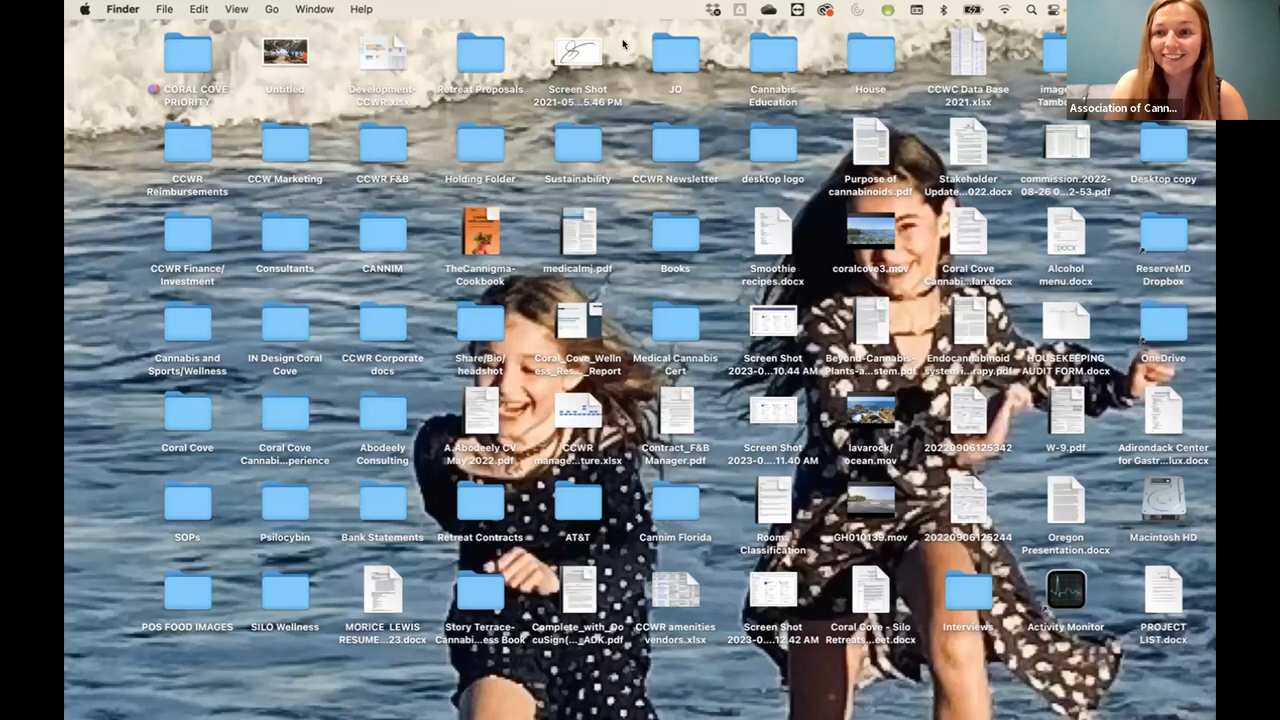 Finder File Edit View Go Window Help
Association of Cann...
CORAL COVE
PRIORITY
Untitled
Development-
CCWR.xlsx
Retreat Proposals
Screen Shot
2021-05...5.46 PM
JO
Cannabis
Education
House
CCWC Data Base
2021.xlsx
CCWR
Reimbursements
CCW Marketing
CCWR F&B
Holding Folder
Sustainability
CCWR Newsletter
desktop logo
Purpose of
cannabinoids.pdf
Stakeholder
Update...022.docx
commission.2022-
08-26 0...2-53.pdf
Desktop copy
CCWR Finance/
Investment
Consultants
CANNIM
TheCannigma-
Cookbook
medicalmj.pdf
Books
Smoothie
recipes.docx
coralcove3.mov
Coral Cove
Cannabi...lan.docx
Alcohol
menu.docx
ReserveMD
Dropbox
Cannabis and
Sports/Wellness
IN Design Coral
Cove
CCWR Corporate
docs
Share/Bio/
headshot
Coral_Cove_Welln
ess_Res..._Report
Medical Cannabis
Cert
Screen Shot
2023-0...10.44 AM
Beyond-Cannabis-
Plants-a...stem.pdf
Endocannabinoid
system i...rapy.pdf
HOUSEKEEPING
AUDIT FORM.docx
OneDrive
Coral Cove
Coral Cove
Cannabi...perience
Abodeely
Consulting
A.Abodeely CV
May 2022.pdf
CCWR
manage...ture.xlsx
Contract_F&B
Manager.pdf
Screen Shot
2023-0....11.40 AM
lavarock/
ocean.mov
20220906125342
W-9.pdf
Adirondack Center
for Gastr...lux.docx
SOPs
Psilocybin
Bank Statements
Retreat Contracts
AT&T
Cannim Florida
Rooms
Classification
GH010139.mov
20220906125244
Oregon
Presentation.docx
Macintosh HD
POS FOOD IMAGES
SILO Wellness
MORICE LEWIS
RESUME...23.docx
Story Terrace-
Cannabi...ess Book
Complete_with_Do
cuSign(..._ADK.pdf
CCWR amenities
vendors.xlsx
Screen Shot
2023-0....12.42 AM
Coral Cove - Silo
Retreats...eet.docx
Interviews
Activity Monitor
PROJECT
LIST.docx